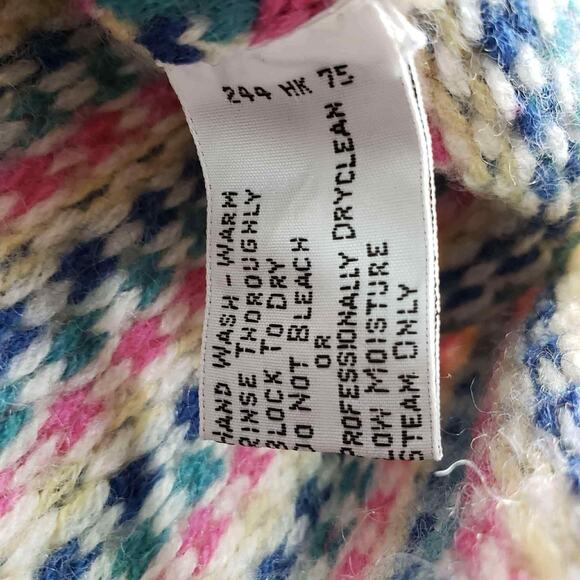 244 HK 75
HAND WASH - WARM
RINSE THOROUGHLY
BLOCK TO DRY
DO NOT BLEACH
OR
PROFESSIONALLY DRYCLEAN
LOW MOISTURE
STEAM ONLY